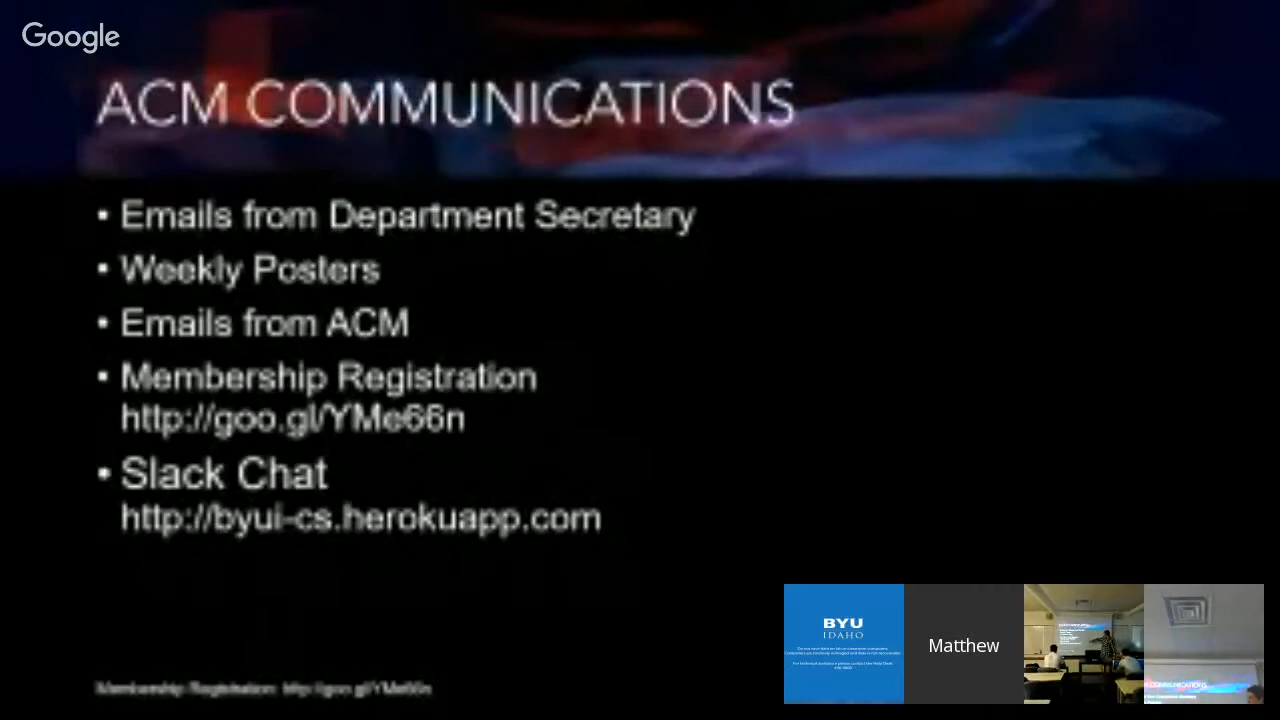 Google
ACM COMMUNICATIONS
• Emails from Department Secretary
• Weekly Posters
• Emails from ACM
• Membership Registration
http://goo.gl/YMe66n
• Slack Chat
http://byui-cs.herokuapp.com
BYU
IDAHO
Matthew